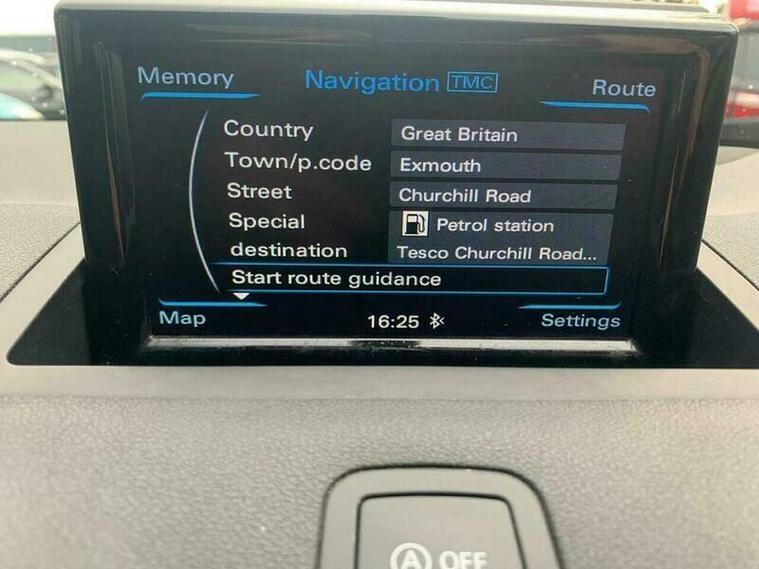 Memory
Navigation TMC
Route
Country Great Britain
Town/p.code Exmouth
Street Churchill Road
Special Petrol station
destination Tesco Churchill Road...
Start route guidance
Map 16:25 Settings
A OFF